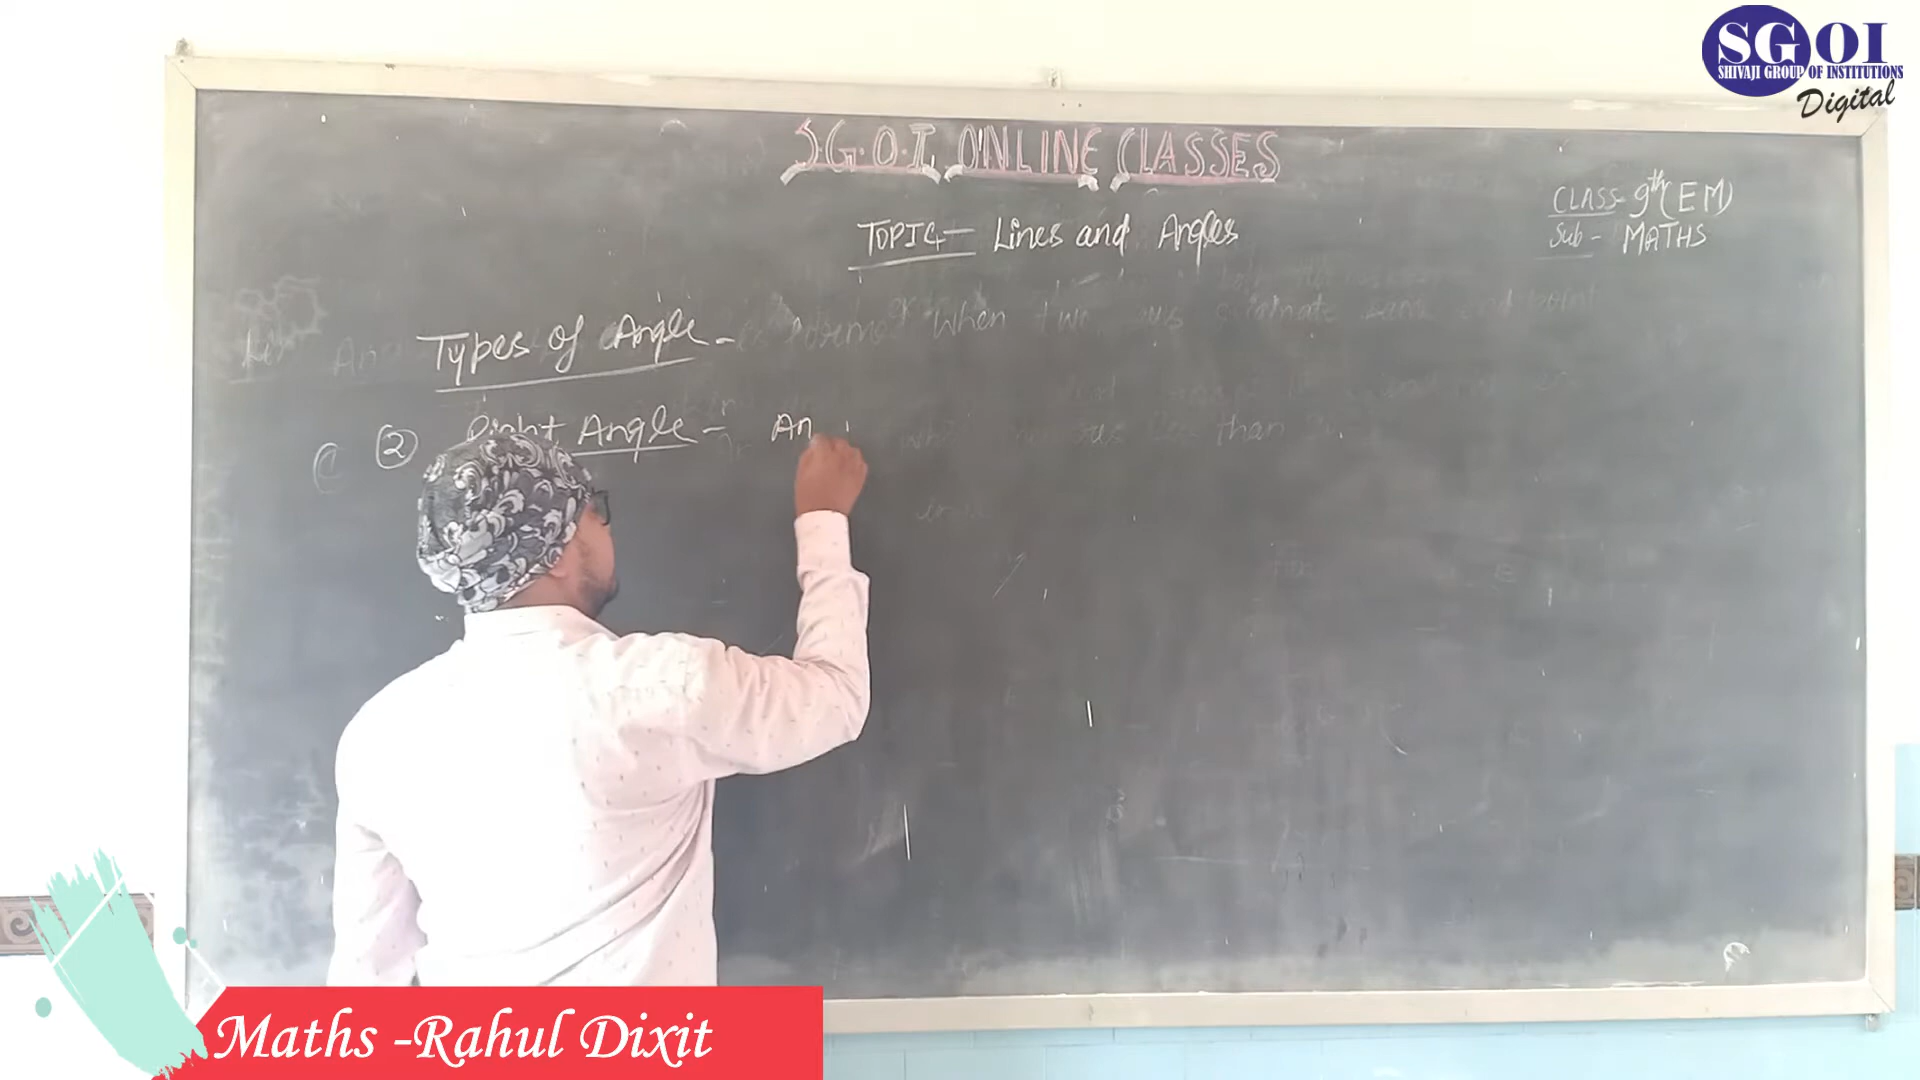 SGOI
SHIVAJI GROUP OF INSTITUTIONS
Digital
S.G.O.I. ONLINE CLASSES
CLASS- 9th (EM)
Sub - MATHS
TOPIC - Lines and Angles
Types of Angle -
② Right Angle - An
when two
than
Maths -Rahul Dixit